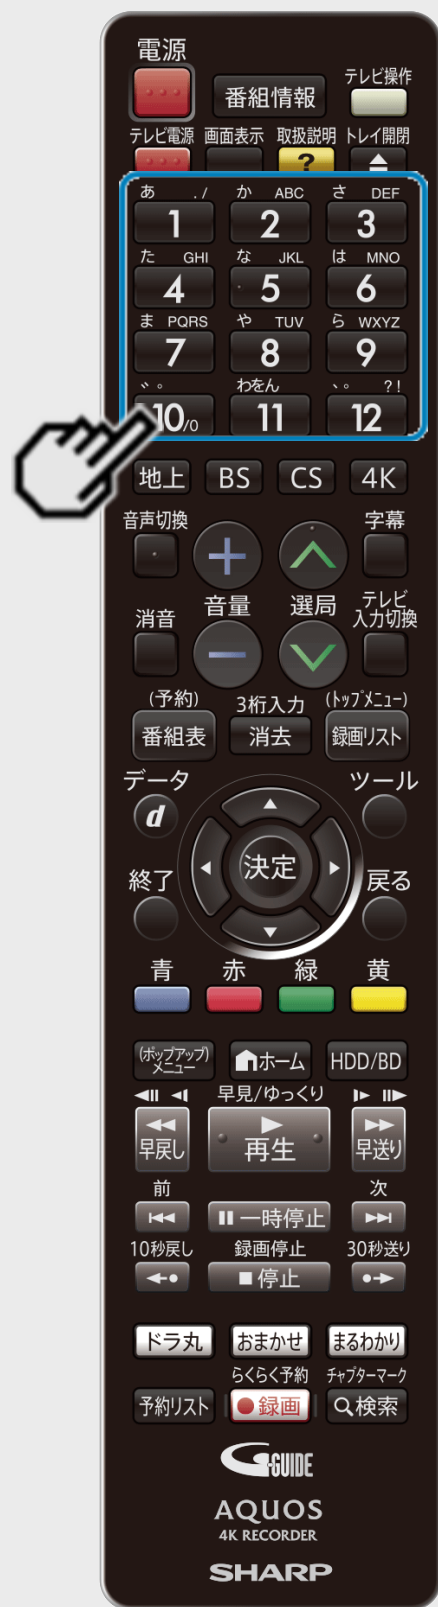 電源
番組情報
テレビ操作
テレビ電源 画面表示 取扱説明 トレイ開閉
?
あ ./ か ABC さ DEF
1 2 3
た GHI な JKL は MNO
4 5 6
ま PQRS や TUV ら WXYZ
7 8 9
゛゜ わをん 、。 ?!
10/0 11 12
地上 BS CS 4K
音声切換 字幕
+
消音 音量 選局 テレビ
入力切換
−
(予約) 3桁入力 (トップメニュー)
番組表 消去 録画リスト
データ ツール
d
決定
終了 戻る
青 赤 緑 黄
(ポップアップ)
メニュー ホーム HDD/BD
早見/ゆっくり
早戻し 再生 早送り
前 次
一時停止
10秒戻し 録画停止 30秒送り
停止
ドラ丸 おまかせ まるわかり
らくらく予約 チャプターマーク
予約リスト 録画 検索
G-GUIDE
AQUOS
4K RECORDER
SHARP